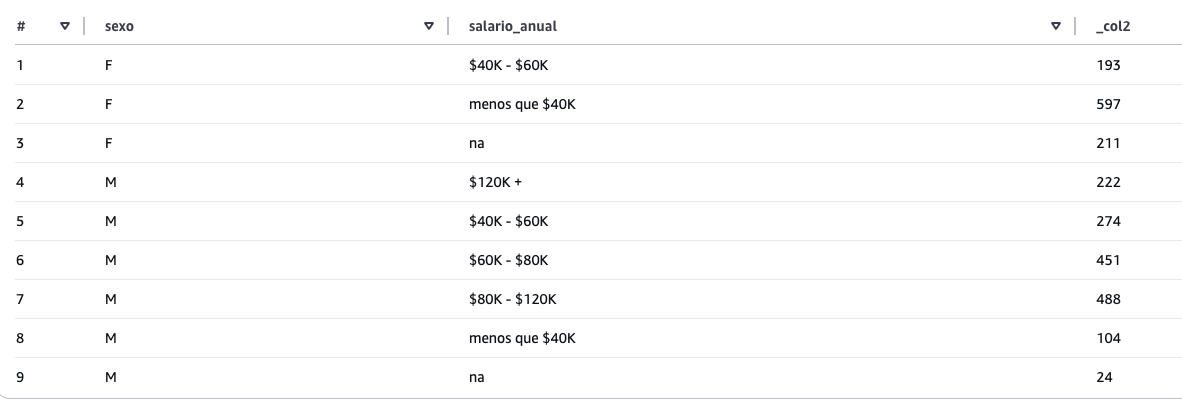 # sexo salario_anual _col2
1 F $40K - $60K 193
2 F menos que $40K 597
3 F na 211
4 M $120K + 222
5 M $40K - $60K 274
6 M $60K - $80K 451
7 M $80K - $120K 488
8 M menos que $40K 104
9 M na 24